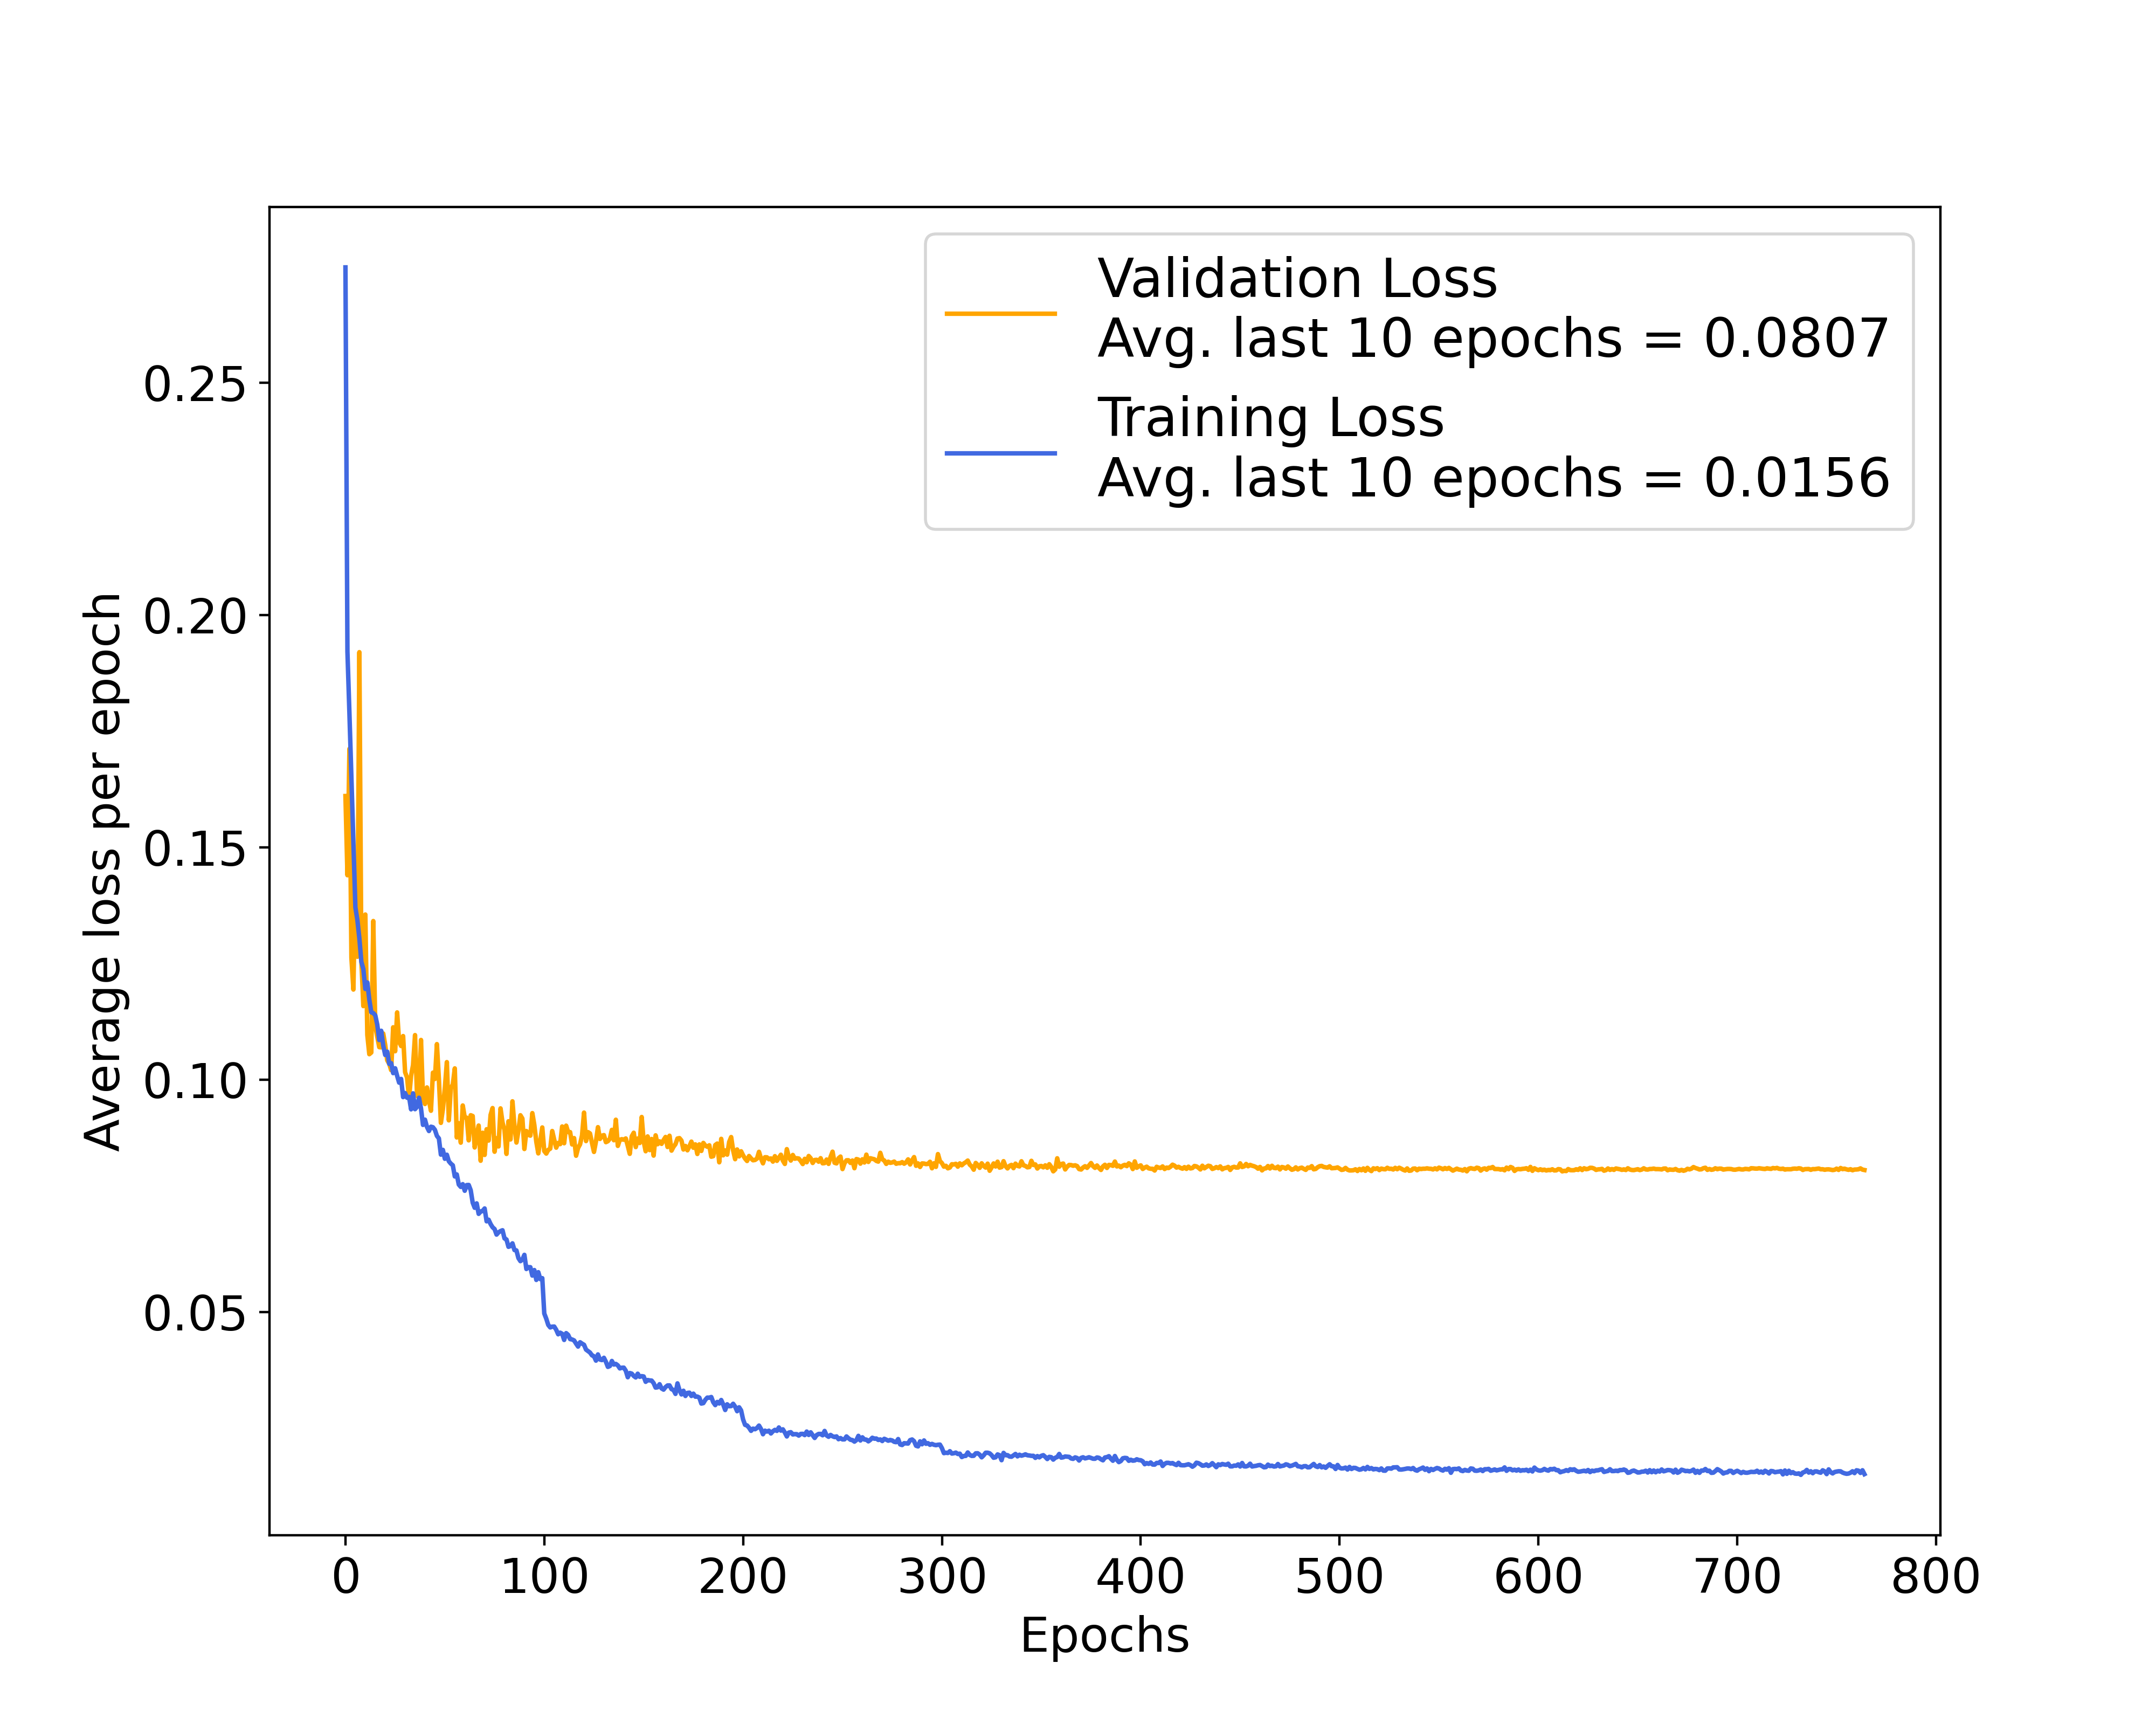 Validation Loss
Avg. last 10 epochs = 0.0807
Training Loss
Avg. last 10 epochs = 0.0156
Average loss per epoch
0.25
0.20
0.15
0.10
0.05
0 100 200 300 400 500 600 700 800
Epochs